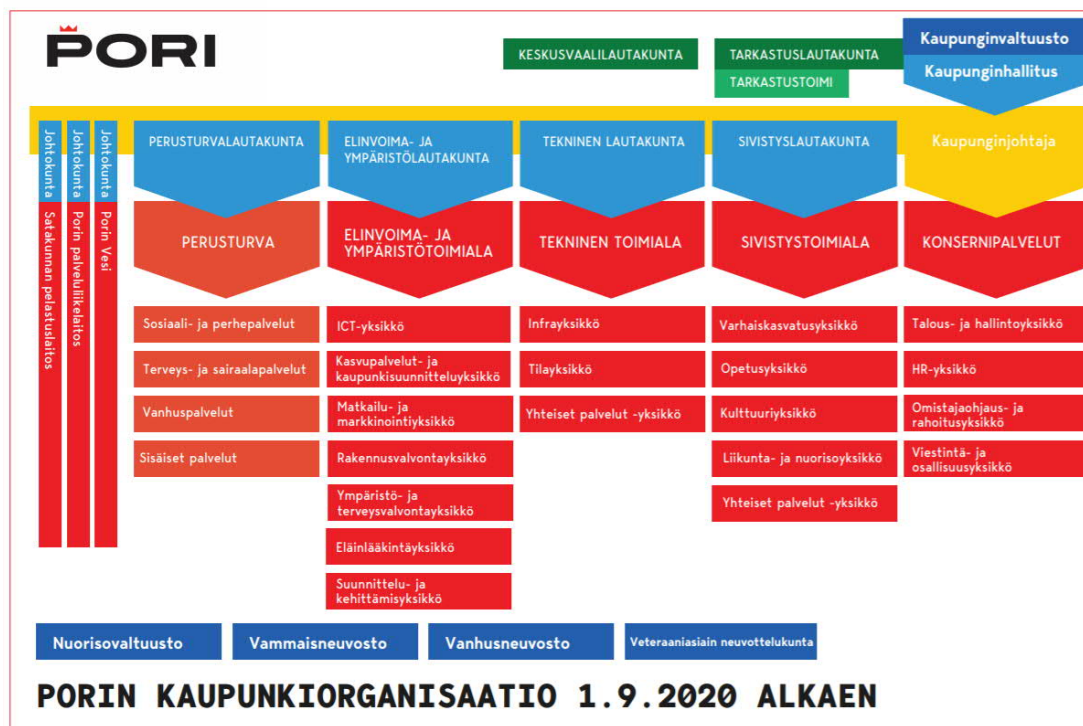 PORI
KESKUSVAALILAUTAKUNTA
TARKASTUSLAUTAKUNTA
TARKASTUSTOIMI
Kaupunginvaltuusto
Kaupunginhallitus
Johtokunta Satakunnan pelastuslaitos
Johtokunta Porin palveluliikelaitos
Johtokunta Porin Vesi
PERUSTURVALAUTAKUNTA
ELINVOIMA- JA
YMPÄRISTÖLAUTAKUNTA
TEKNINEN LAUTAKUNTA
SIVISTYSLAUTAKUNTA
Kaupunginjohtaja
PERUSTURVA
ELINVOIMA- JA
YMPÄRISTÖTOIMIALA
TEKNINEN TOIMIALA
SIVISTYSTOIMIALA
KONSERNIPALVELUT
Sosiaali- ja perhepalvelut
Terveys- ja sairaalapalvelut
Vanhuspalvelut
Sisäiset palvelut
ICT-yksikkö
Kasvupalvelut- ja
kaupunkisuunnitteluyksikkö
Matkailu- ja
markkinointiyksikkö
Rakennusvalvontayksikkö
Ympäristö- ja
terveysvalvontayksikkö
Eläinlääkintäyksikkö
Suunnittelu- ja
kehittämisyksikkö
Infrayksikkö
Tilayksikkö
Yhteiset palvelut -yksikkö
Varhaiskasvatusyksikkö
Opetusyksikkö
Kulttuuriyksikkö
Liikunta- ja nuorisoyksikkö
Yhteiset palvelut -yksikkö
Talous- ja hallintoyksikkö
HR-yksikkö
Omistajaohjaus- ja
rahoitusyksikkö
Viestintä- ja
osallisuusyksikkö
Nuorisovaltuusto
Vammaisneuvosto
Vanhusneuvosto
Veteraaniasiain neuvottelukunta
PORIN KAUPUNKIORGANISAATIO 1.9.2020 ALKAEN